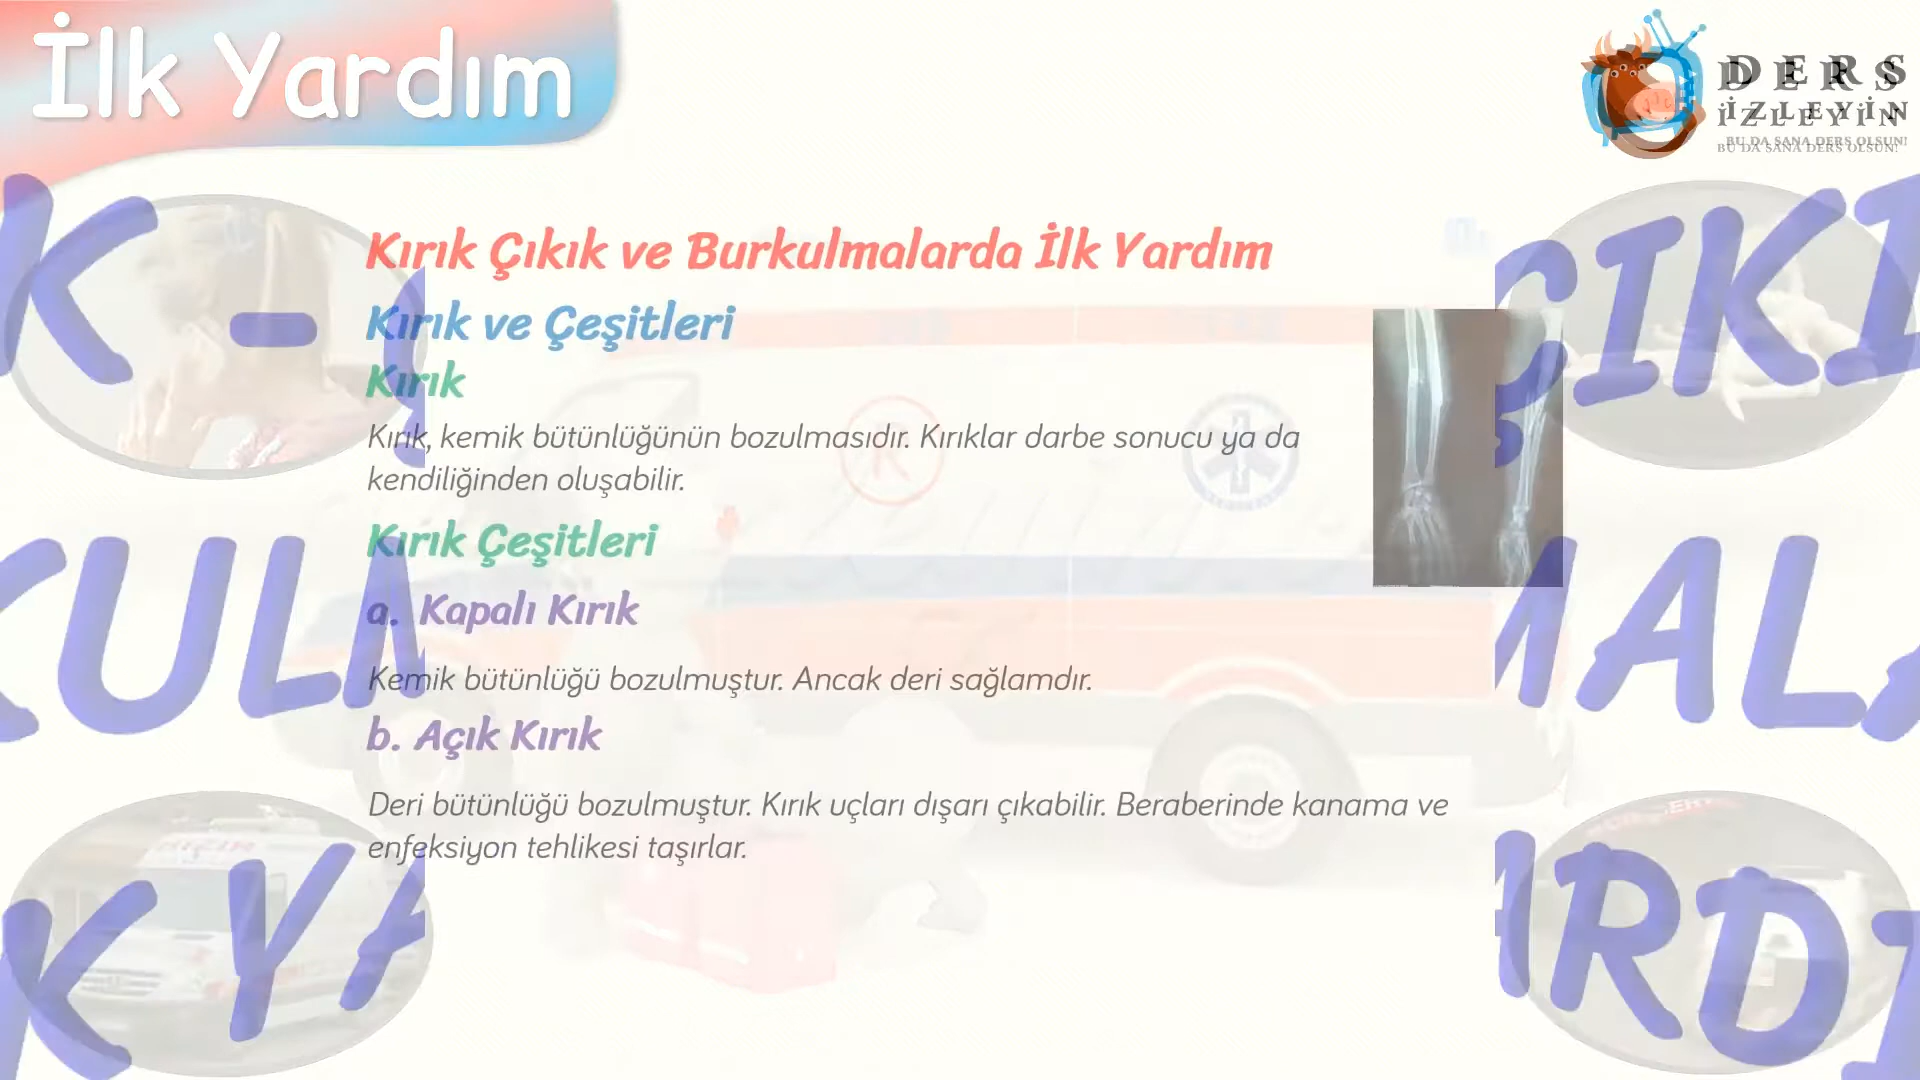 İlk Yardım
DERS
İZLEYİN
BU DA SANA DERS OLSUN!
Kırık Çıkık ve Burkulmalarda İlk Yardım
Kırık ve Çeşitleri
Kırık
Kırık, kemik bütünlüğünün bozulmasıdır. Kırıklar darbe sonucu ya da
kendiliğinden oluşabilir.
Kırık Çeşitleri
a. Kapalı Kırık
Kemik bütünlüğü bozulmuştur. Ancak deri sağlamdır.
b. Açık Kırık
Deri bütünlüğü bozulmuştur. Kırık uçları dışarı çıkabilir. Beraberinde kanama ve
enfeksiyon tehlikesi taşırlar.